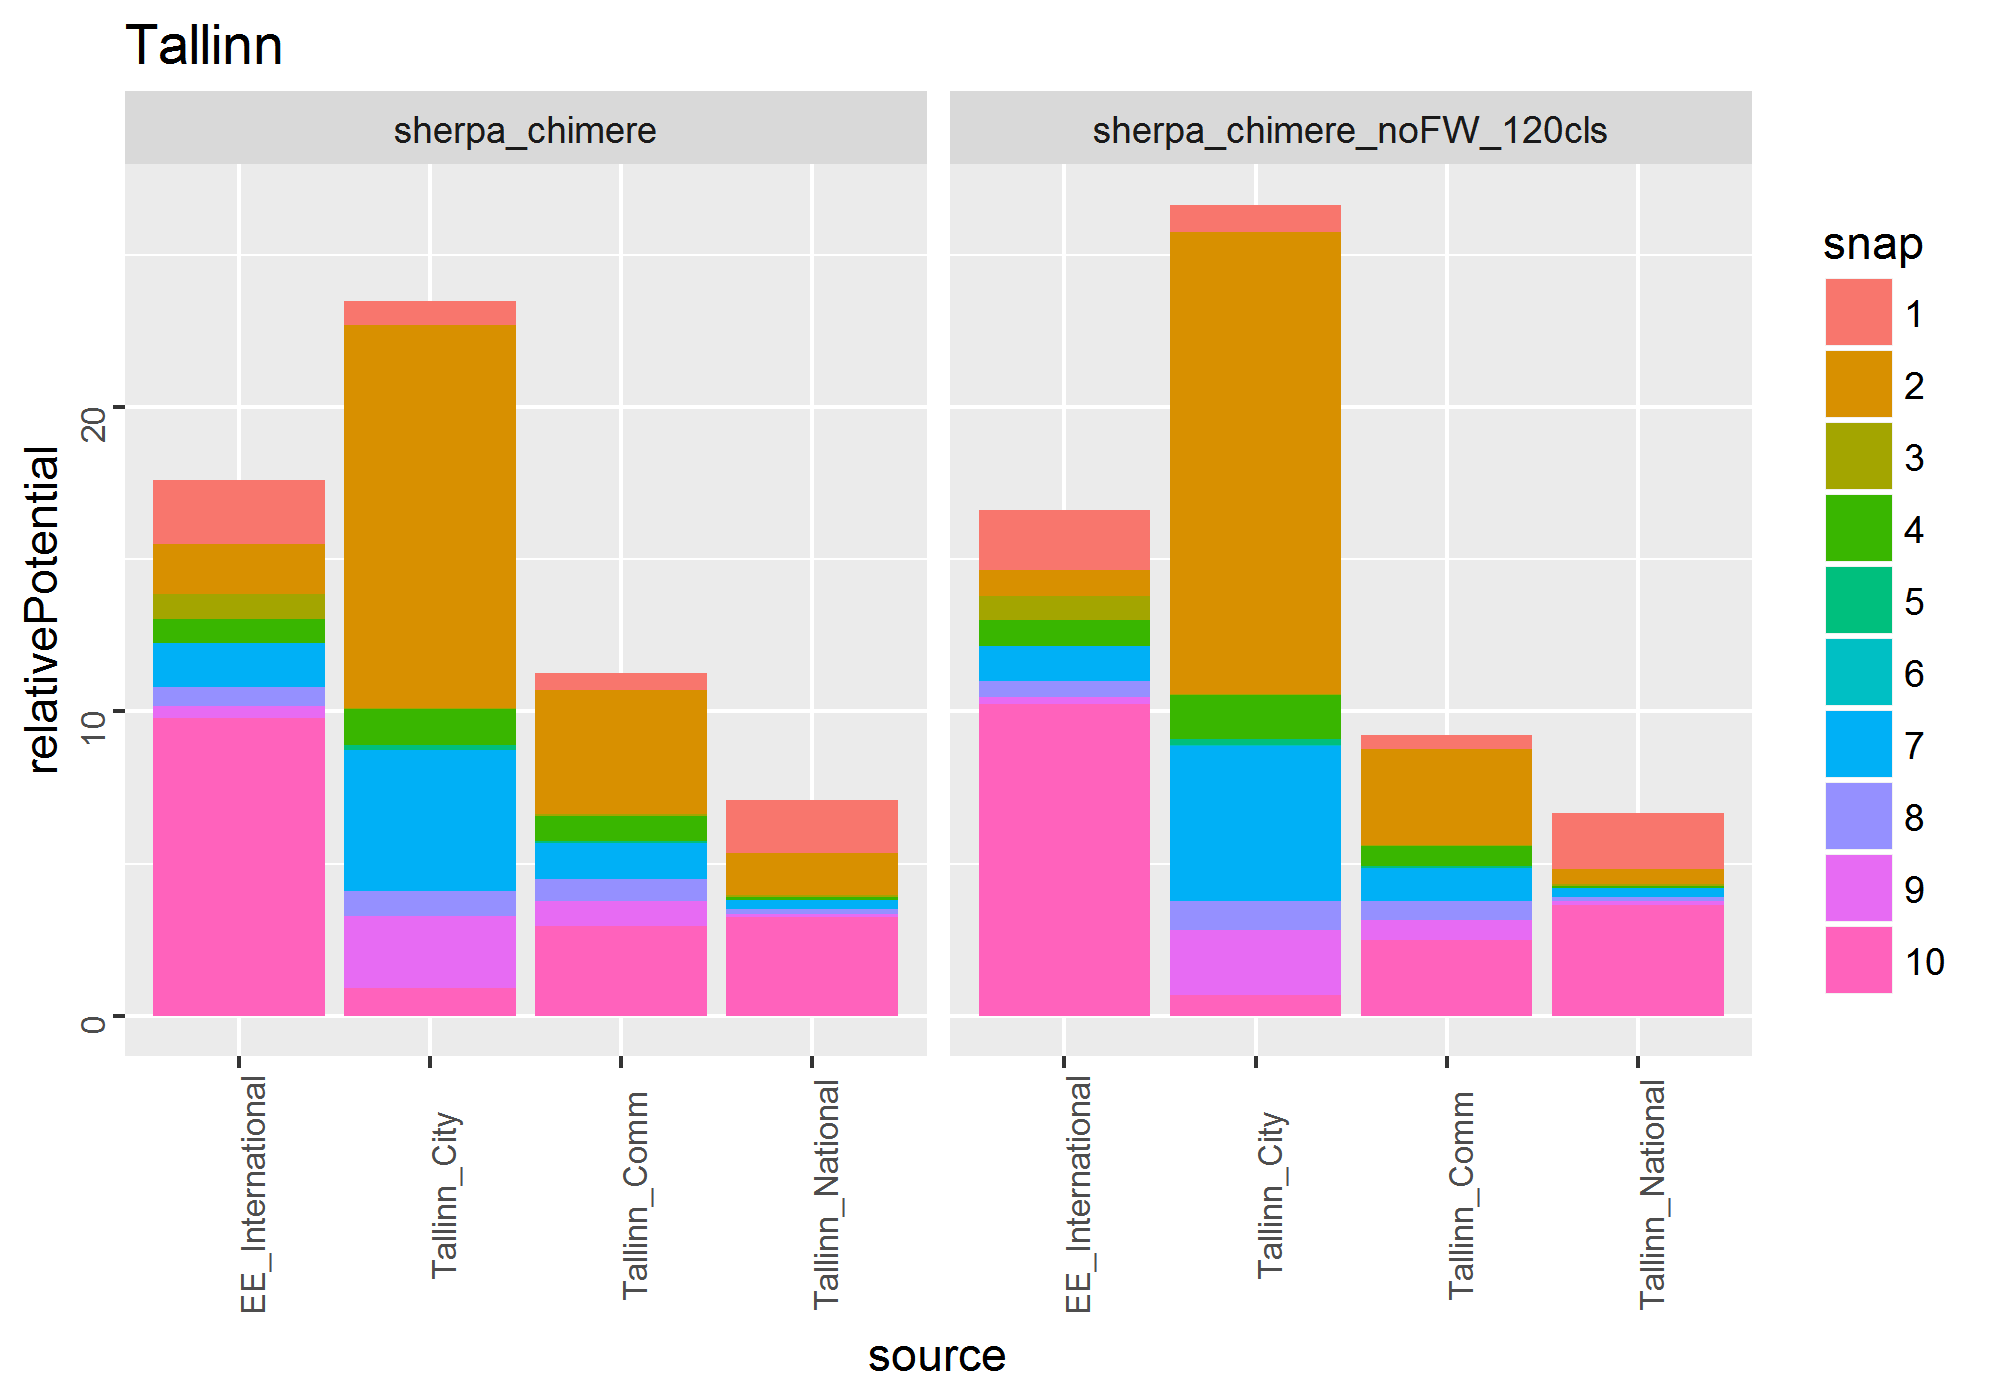 Tallinn
sherpa_chimere
sherpa_chimere_noFW_120cls
relativePotential
20
10
0
EE_International
Tallinn_City
Tallinn_Comm
Tallinn_National
EE_International
Tallinn_City
Tallinn_Comm
Tallinn_National
source
snap
1
2
3
4
5
6
7
8
9
10